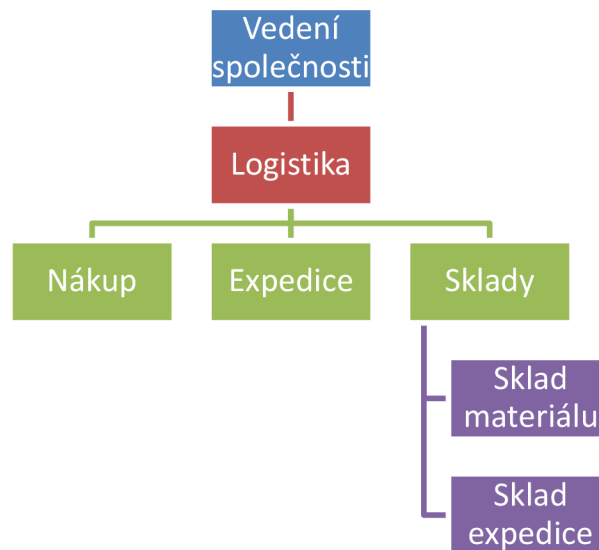 Vedení
společnosti
Logistika
Nákup
Expedice
Sklady
Sklad
materiálu
Sklad
expedice